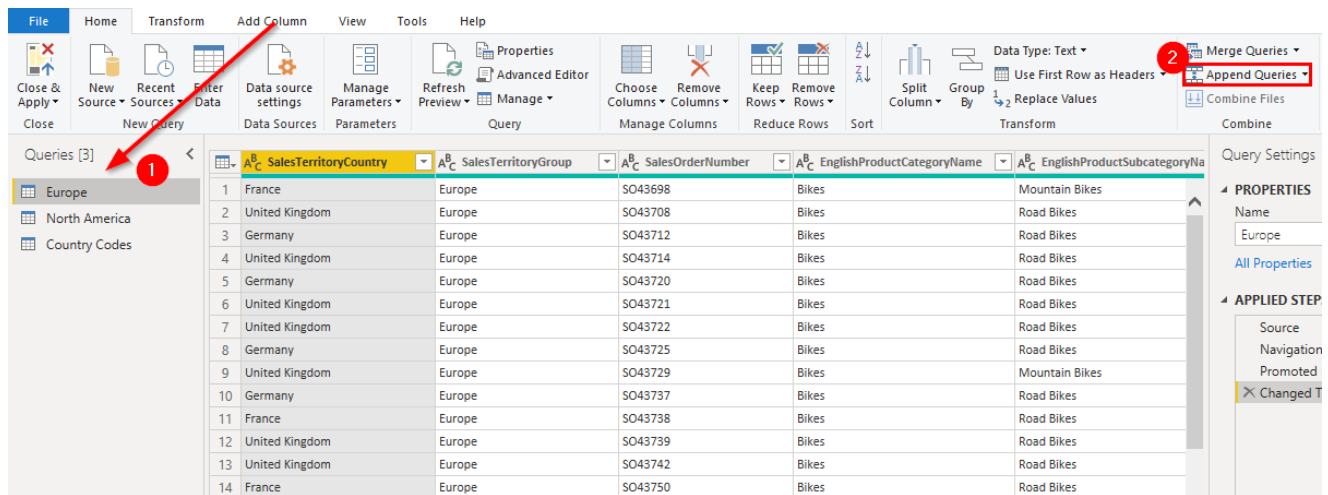 File Home Transform Add Column View Tools Help
Close & Apply New Source Recent Sources Enter Data Data source settings Manage Parameters Refresh Preview Properties Advanced Editor Manage Choose Columns Remove Columns Keep Rows Remove Rows Split Column Group By Data Type: Text Use First Row as Headers Replace Values Merge Queries Append Queries Combine Files
2
Close New Query Data Sources Parameters Query Manage Columns Reduce Rows Sort Transform Combine
Queries [3]
1
Europe
North America
Country Codes
SalesTerritoryCountry SalesTerritoryGroup SalesOrderNumber EnglishProductCategoryName EnglishProductSubcategoryNa
1 France Europe SO43698 Bikes Mountain Bikes
2 United Kingdom Europe SO43708 Bikes Road Bikes
3 Germany Europe SO43712 Bikes Road Bikes
4 United Kingdom Europe SO43714 Bikes Road Bikes
5 Germany Europe SO43720 Bikes Road Bikes
6 United Kingdom Europe SO43721 Bikes Road Bikes
7 United Kingdom Europe SO43722 Bikes Road Bikes
8 Germany Europe SO43725 Bikes Road Bikes
9 United Kingdom Europe SO43729 Bikes Mountain Bikes
10 Germany Europe SO43737 Bikes Road Bikes
11 France Europe SO43738 Bikes Road Bikes
12 United Kingdom Europe SO43739 Bikes Road Bikes
13 United Kingdom Europe SO43742 Bikes Road Bikes
14 France Europe SO43750 Bikes Road Bikes
Query Settings
PROPERTIES
Name
Europe
All Properties
APPLIED STEP
Source
Navigation
Promoted
Changed T